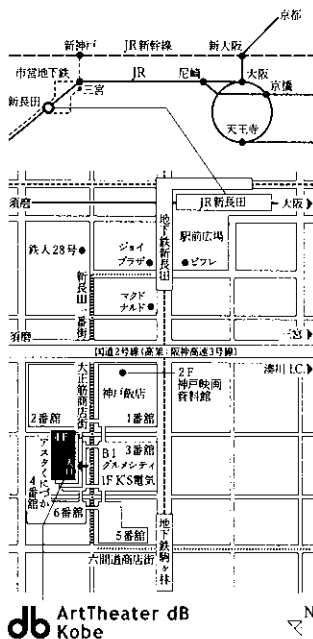 京都
新神戸
JR新幹線
新大阪
市営地下鉄
JR
尼崎
大阪
三宮
京橋
新長田
天王寺
須磨
JR新長田
大阪
地下鉄新長田
鉄人28号
ジョイ
プラザ
駅前広場
ピフレ
新長田一番街
マクド
ナルド
須磨
三宮
国道2号線(高架:阪神高速3号線)
湊川I.C.
大正筋商店街
2F
神戸映画
資料館
神戸飯店
2番館
1番館
4F
アスタくにづか
4番館
3番館
B1
グルメシティ
1F K'S電気
6番館
5番館
地下鉄駒ヶ林
六間道商店街
db ArtTheater dB
Kobe
N